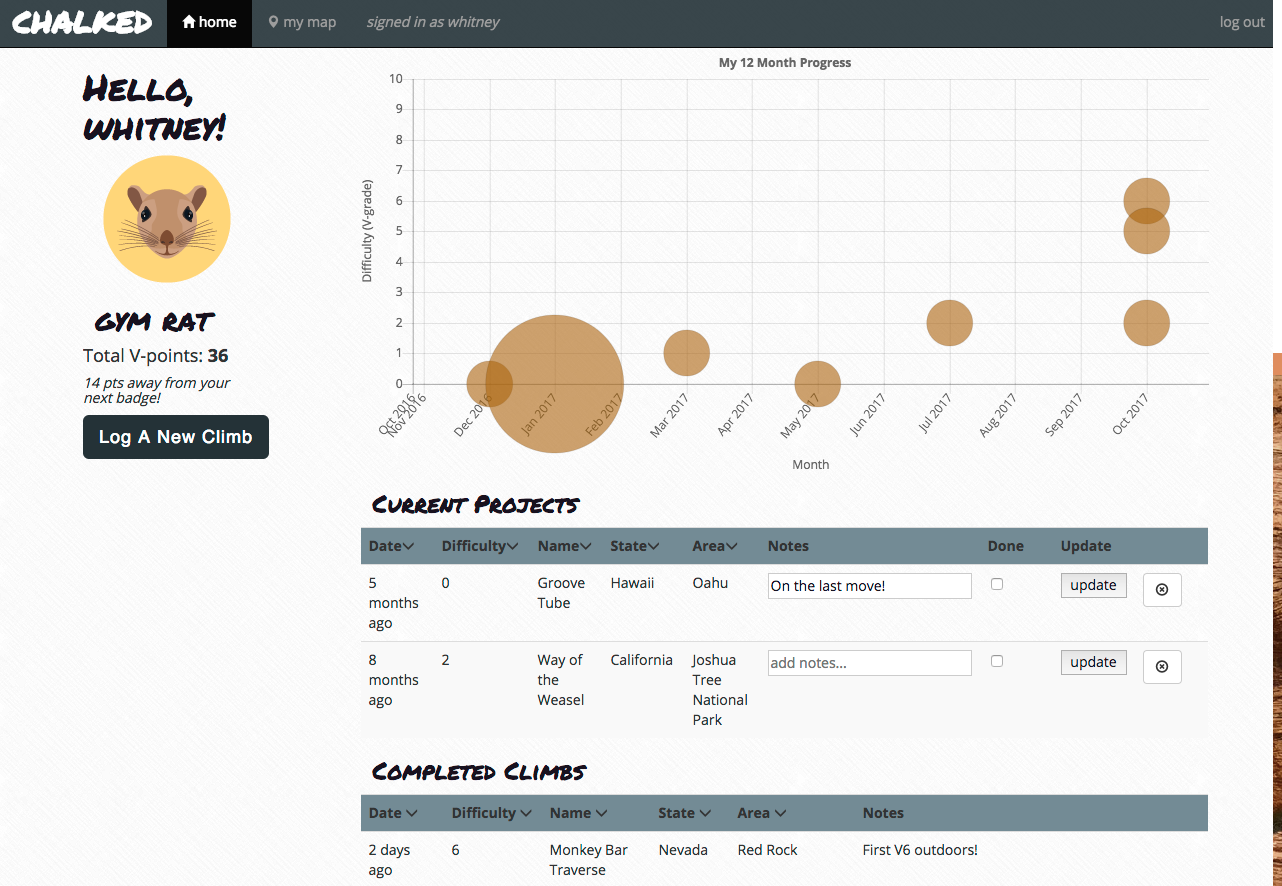 CHALKED home my map signed in as whitney log out
Hello,
whitney!
gym rat
Total V-points: 36
14 pts away from your
next badge!
Log A New Climb
My 12 Month Progress
Difficulty (V-grade)
10
9
8
7
6
5
4
3
2
1
0
Oct 2016 Nov 2016 Dec 2016 Jan 2017 Feb 2017 Mar 2017 Apr 2017 May 2017 Jun 2017 Jul 2017 Aug 2017 Sep 2017 Oct 2017
Month
Current Projects
Date Difficulty Name State Area Notes Done Update
5 0 Groove Hawaii Oahu On the last move! update
months Tube
ago
8 2 Way of California Joshua add notes... update
months the Tree
ago Weasel National
Park
Completed Climbs
Date Difficulty Name State Area Notes
2 days 6 Monkey Bar Nevada Red Rock First V6 outdoors!
ago Traverse